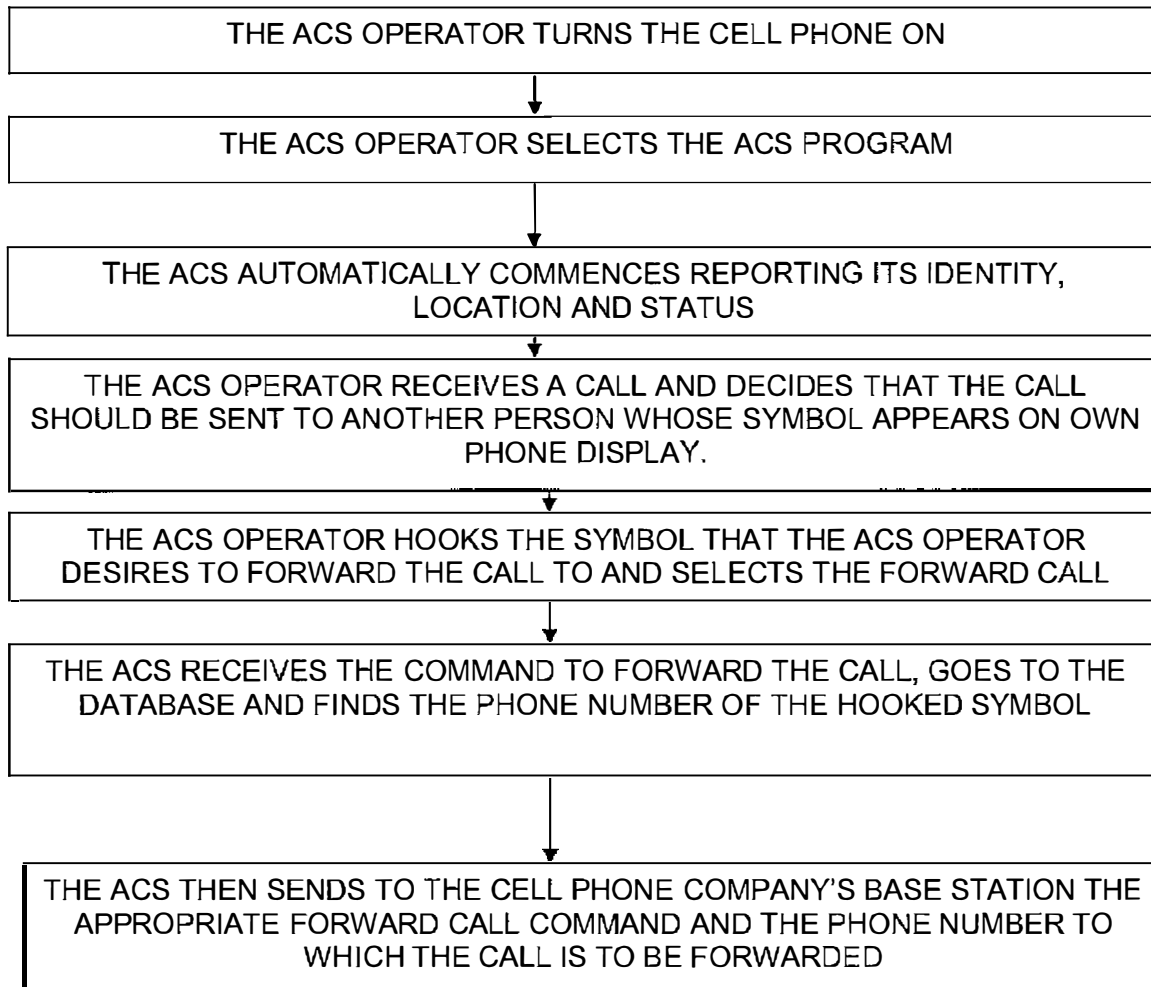 THE ACS OPERATOR TURNS THE CELL PHONE ON
THE ACS OPERATOR SELECTS THE ACS PROGRAM
THE ACS AUTOMATICALLY COMMENCES REPORTING ITS IDENTITY,
LOCATION AND STATUS
THE ACS OPERATOR RECEIVES A CALL AND DECIDES THAT THE CALL
SHOULD BE SENT TO ANOTHER PERSON WHOSE SYMBOL APPEARS ON OWN
PHONE DISPLAY.
THE ACS OPERATOR HOOKS THE SYMBOL THAT THE ACS OPERATOR
DESIRES TO FORWARD THE CALL TO AND SELECTS THE FORWARD CALL
THE ACS RECEIVES THE COMMAND TO FORWARD THE CALL, GOES TO THE
DATABASE AND FINDS THE PHONE NUMBER OF THE HOOKED SYMBOL
THE ACS THEN SENDS TO THE CELL PHONE COMPANY'S BASE STATION THE
APPROPRIATE FORWARD CALL COMMAND AND THE PHONE NUMBER TO
WHICH THE CALL IS TO BE FORWARDED